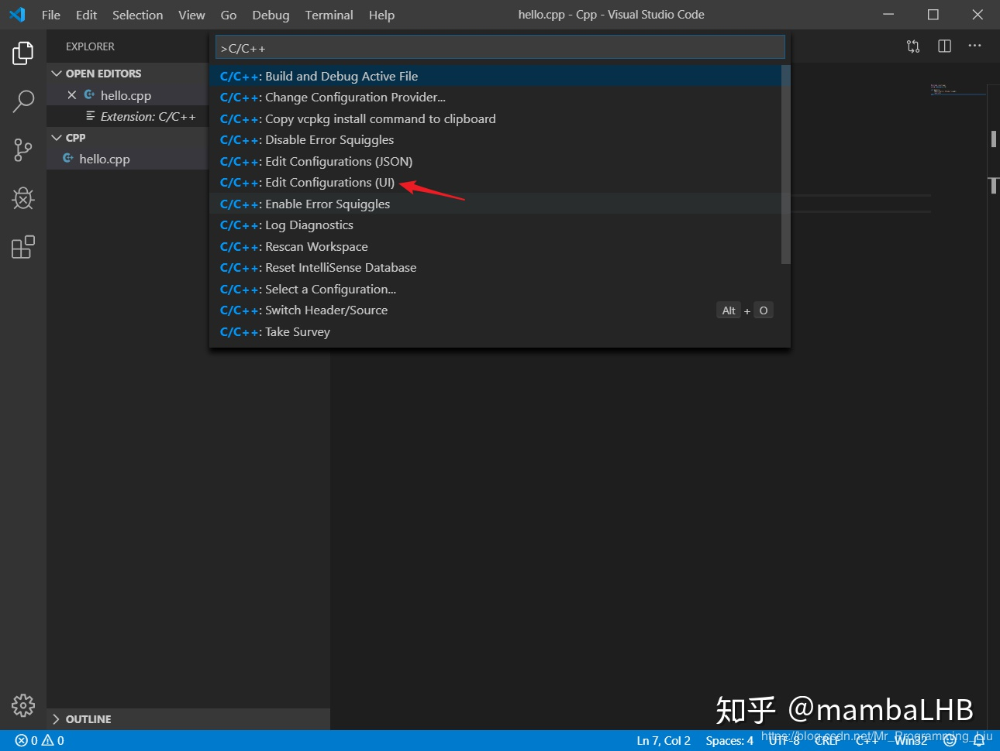 File Edit Selection View Go Debug Terminal Help hello.cpp - Cpp - Visual Studio Code
EXPLORER
>C/C++
OPEN EDITORS
hello.cpp
Extension: C/C++
CPP
hello.cpp
C/C++: Build and Debug Active File
C/C++: Change Configuration Provider...
C/C++: Copy vcpkg install command to clipboard
C/C++: Disable Error Squiggles
C/C++: Edit Configurations (JSON)
C/C++: Edit Configurations (UI)
C/C++: Enable Error Squiggles
C/C++: Log Diagnostics
C/C++: Rescan Workspace
C/C++: Reset IntelliSense Database
C/C++: Select a Configuration...
C/C++: Switch Header/Source Alt + O
C/C++: Take Survey
OUTLINE
知乎 @mambaLHB
https://blog.csdn.net/Mr_Programming_Liu
0 0 Ln 7, Col 2 Spaces: 4 UTF-8 CRLF C++ Win32